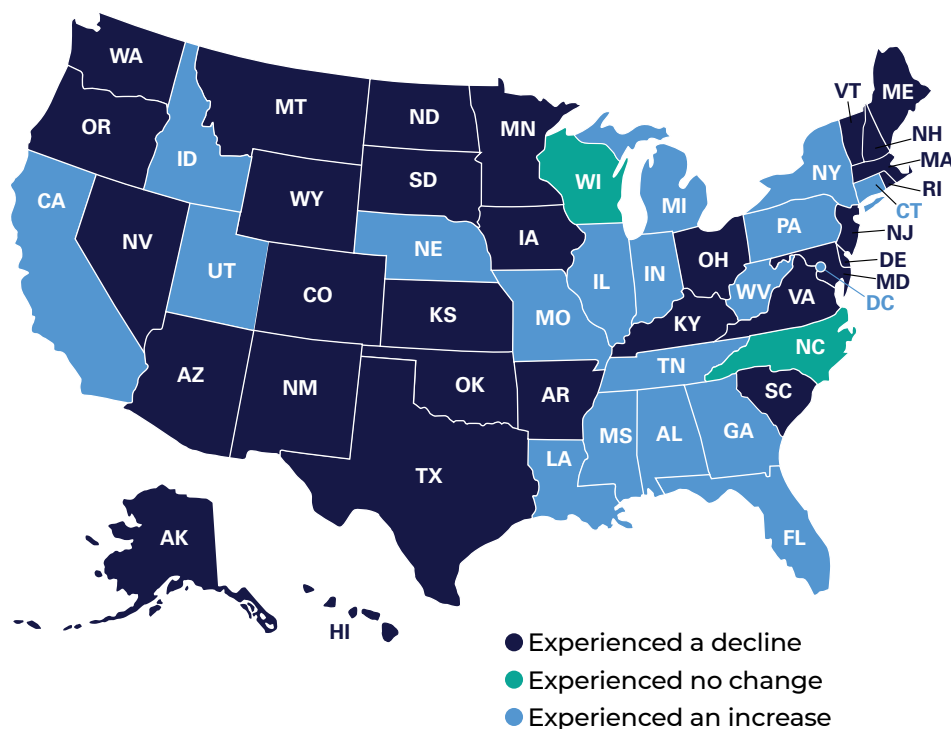 WA
MT
ND
MN
VT
ME
OR
ID
SD
WI
NH
MA
NY
RI
CA
WY
MI
CT
NV
UT
NE
IA
PA
NJ
CO
IL
IN
OH
DE
MD
WV
VA
DC
KS
MO
KY
NC
AZ
NM
OK
AR
TN
SC
TX
LA
MS
AL
GA
AK
FL
HI
Experienced a decline
Experienced no change
Experienced an increase